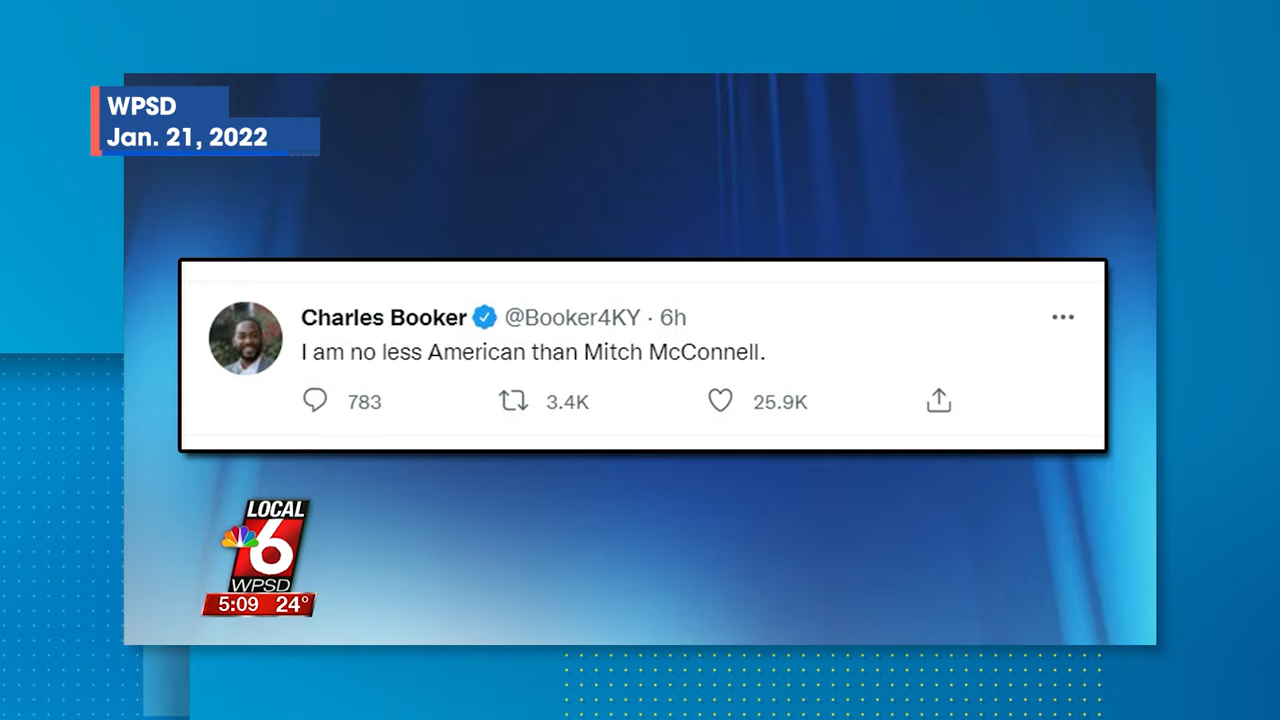 WPSD
Jan. 21, 2022
Charles Booker @Booker4KY · 6h
I am no less American than Mitch McConnell.
783 3.4K 25.9K
LOCAL
6
WPSD
5:09 24°